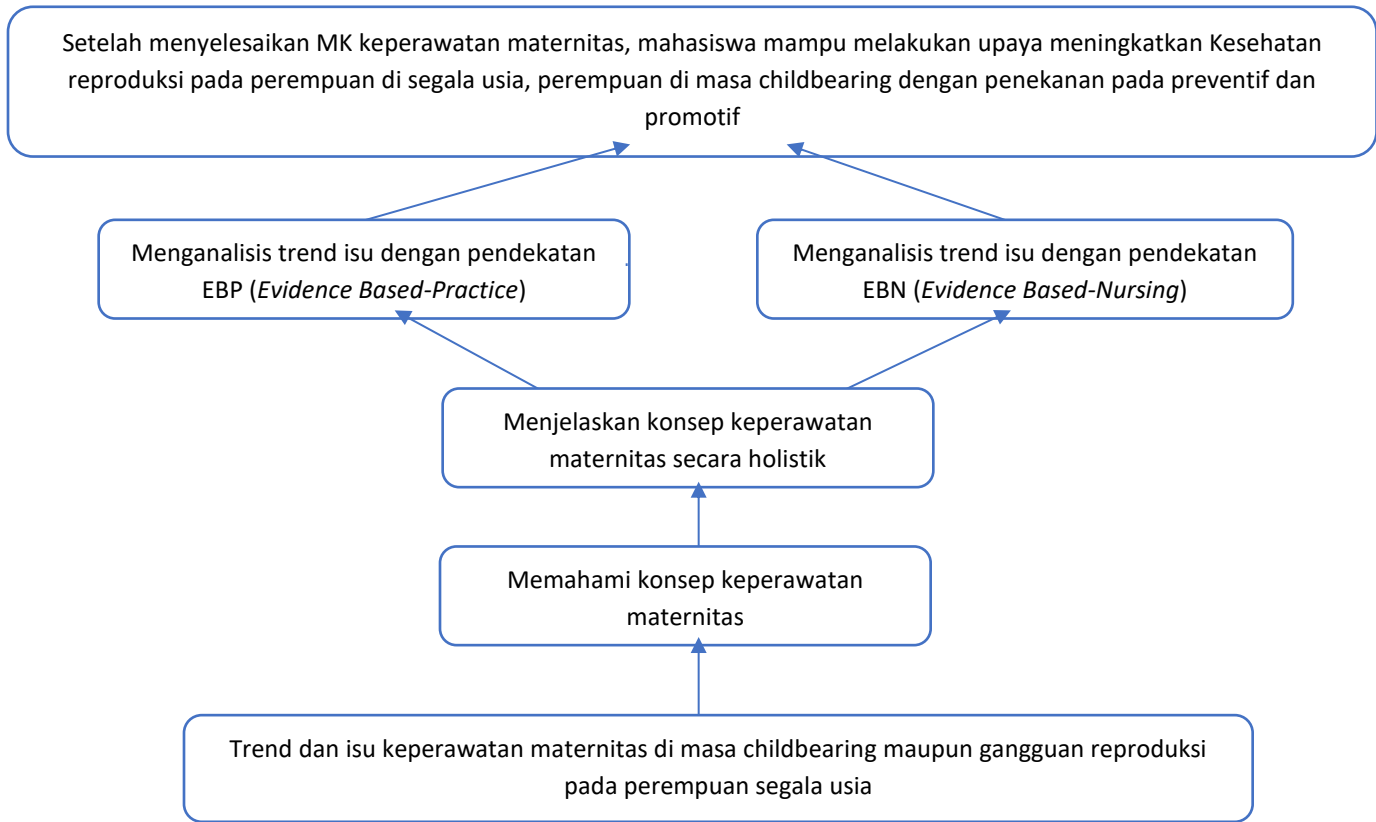 Setelah menyelesaikan MK keperawatan maternitas, mahasiswa mampu melakukan upaya meningkatkan Kesehatan
reproduksi pada perempuan di segala usia, perempuan di masa childbearing dengan penekanan pada preventif dan
promotif
Menganalisis trend isu dengan pendekatan
EBP (Evidence Based-Practice)
Menganalisis trend isu dengan pendekatan
EBN (Evidence Based-Nursing)
Menjelaskan konsep keperawatan
maternitas secara holistik
Memahami konsep keperawatan
maternitas
Trend dan isu keperawatan maternitas di masa childbearing maupun gangguan reproduksi
pada perempuan segala usia